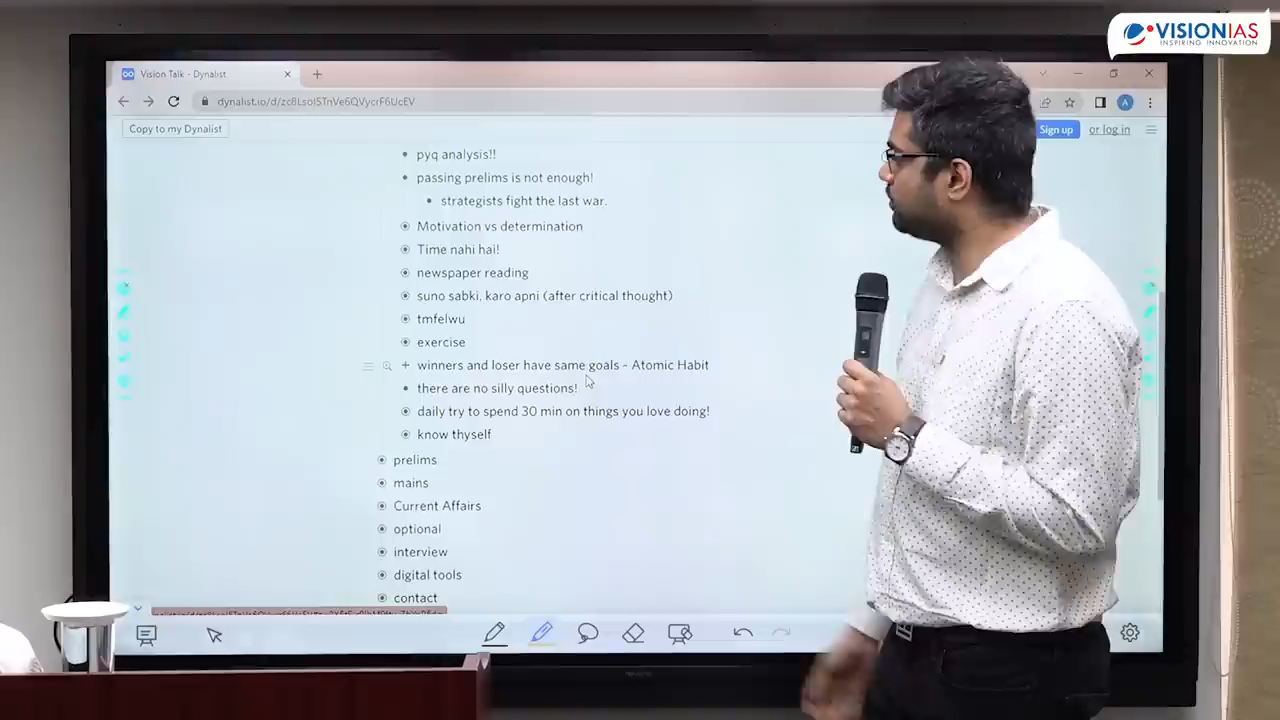 VISIONIAS
INSPIRING INNOVATION
Vision Talk - Dynalist
dynalist.io/d/zc8LsoI5TnVe6QVycrF6UcEV
A
Copy to my Dynalist
Sign up
or log in
pyq analysis!!
passing prelims is not enough!
strategists fight the last war.
Motivation vs determination
Time nahi hai!
newspaper reading
suno sabki, karo apni (after critical thought)
tmfelwu
exercise
winners and loser have same goals - Atomic Habit
there are no silly questions!
daily try to spend 30 min on things you love doing!
know thyself
prelims
mains
Current Affairs
optional
interview
digital tools
contact